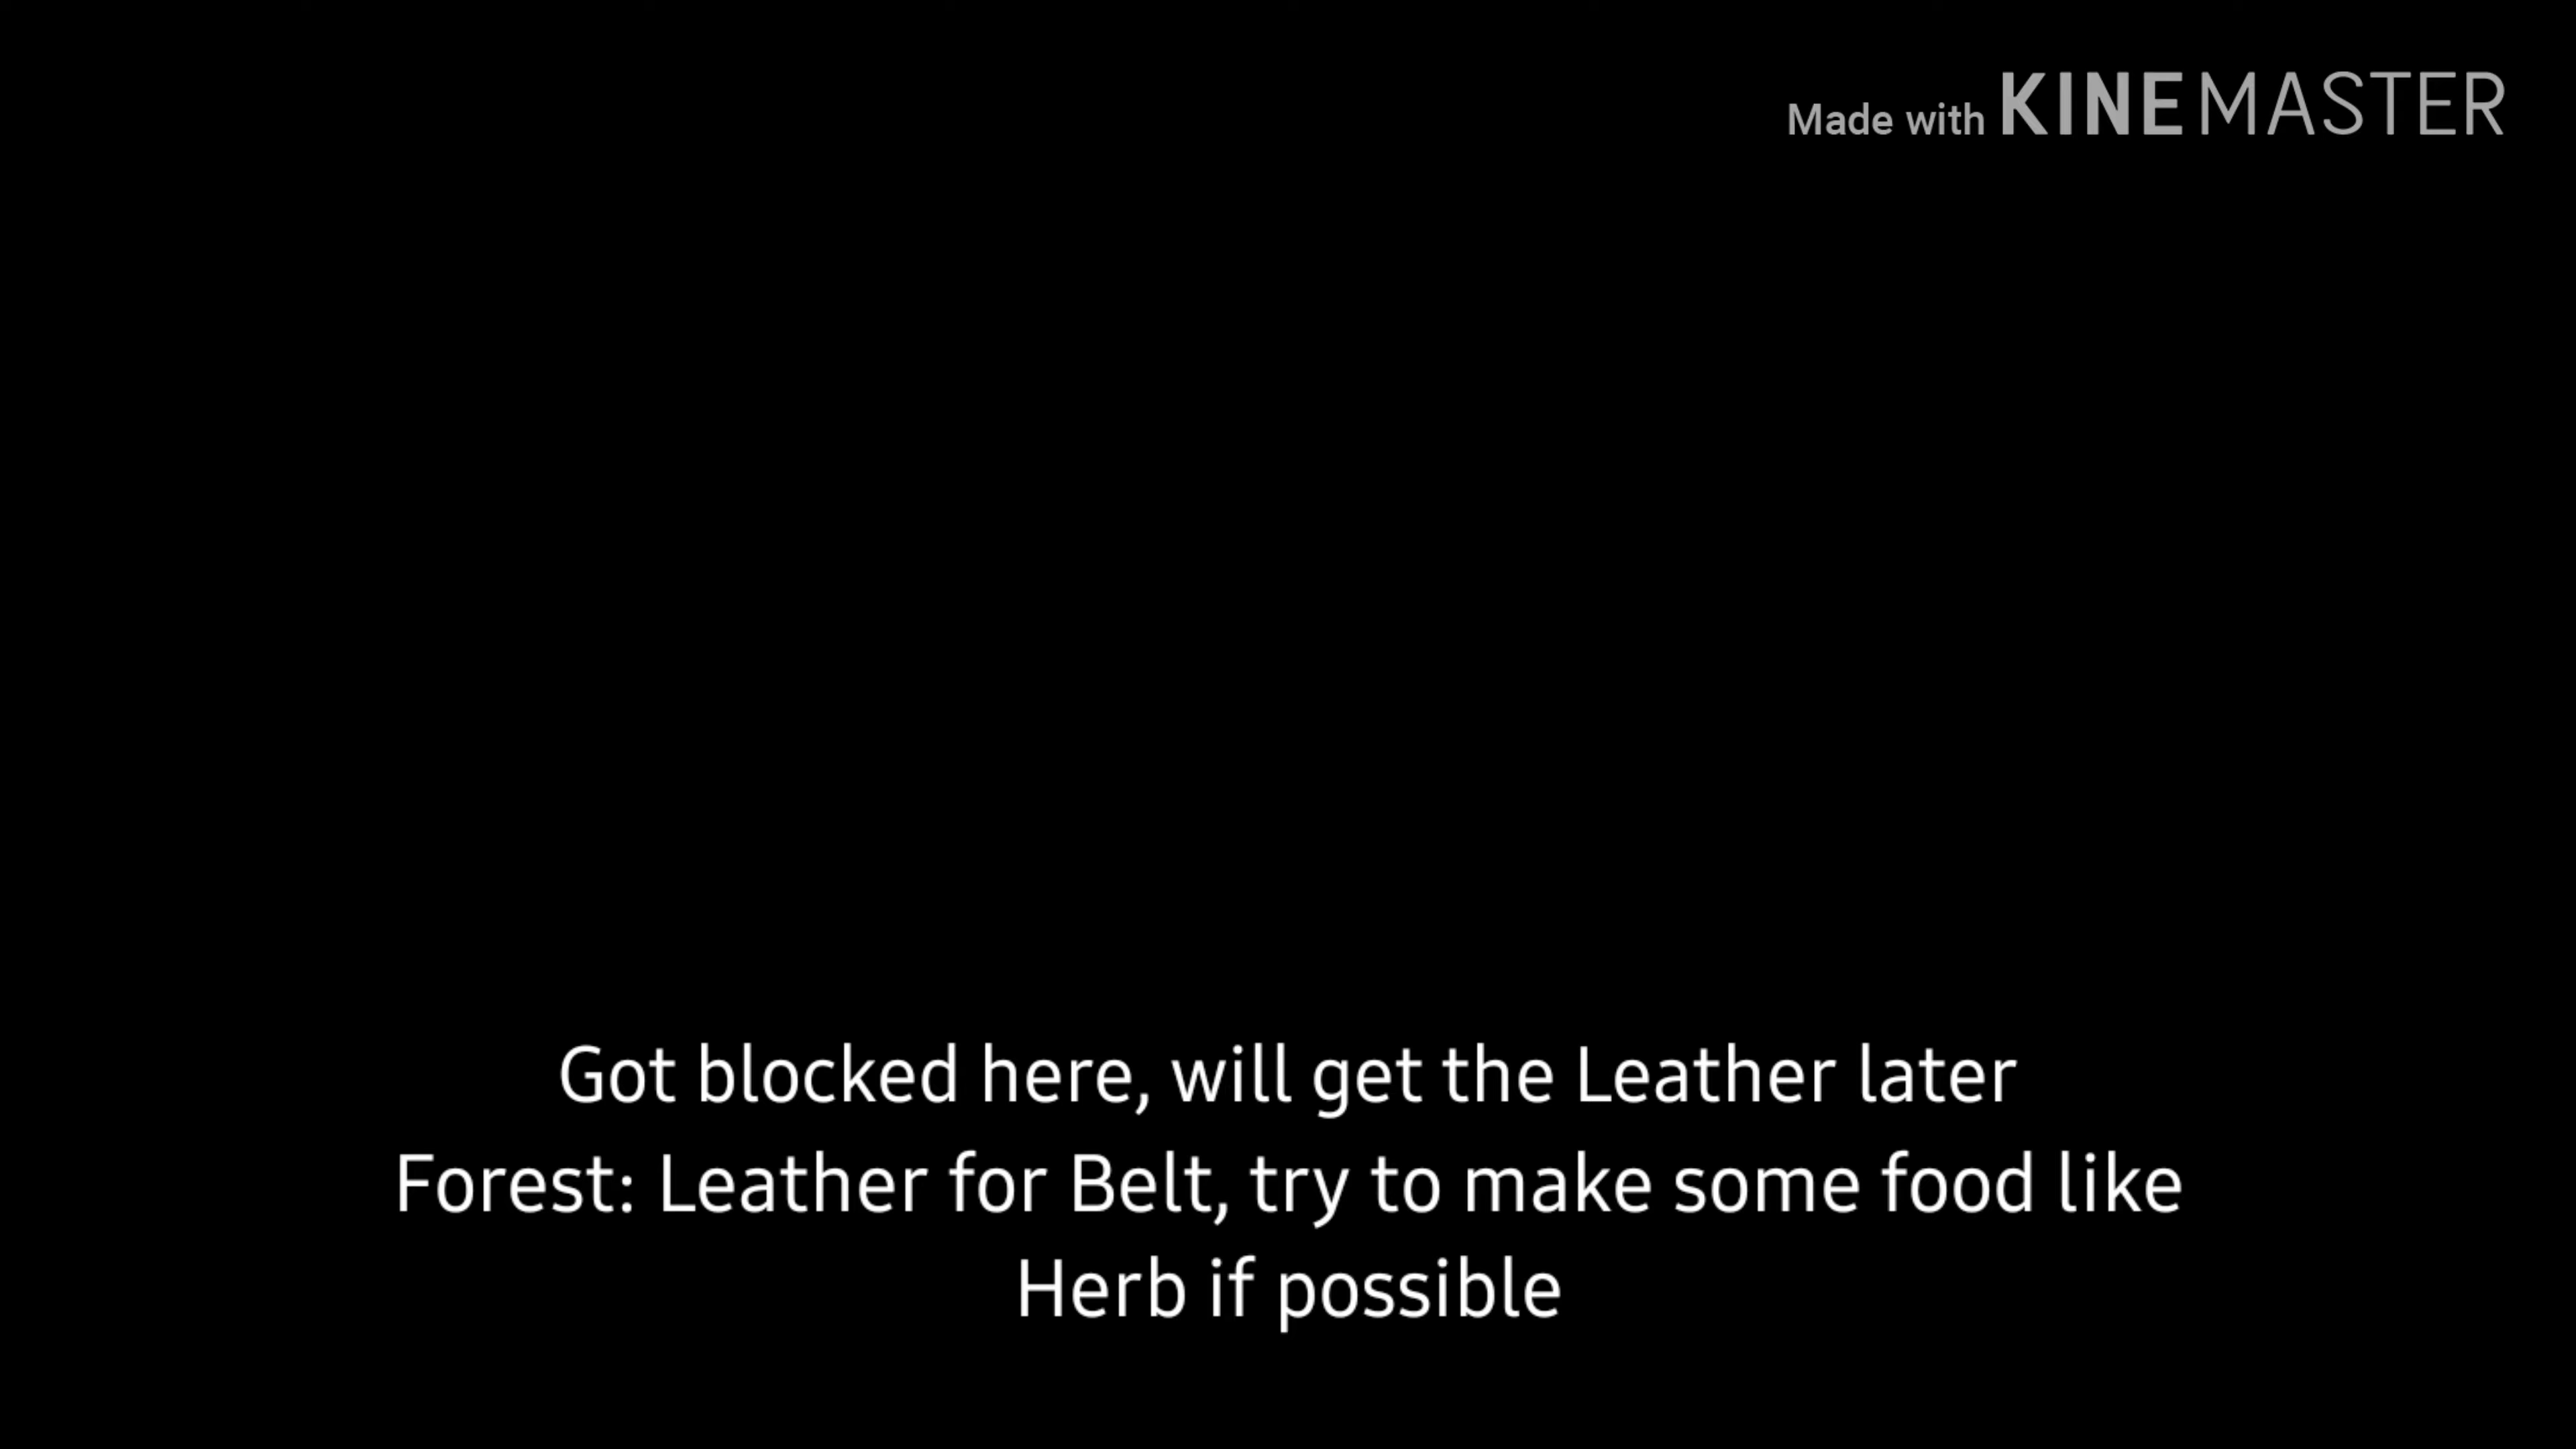 Made with KINEMASTER
Got blocked here, will get the Leather later
Forest: Leather for Belt, try to make some food like
Herb if possible